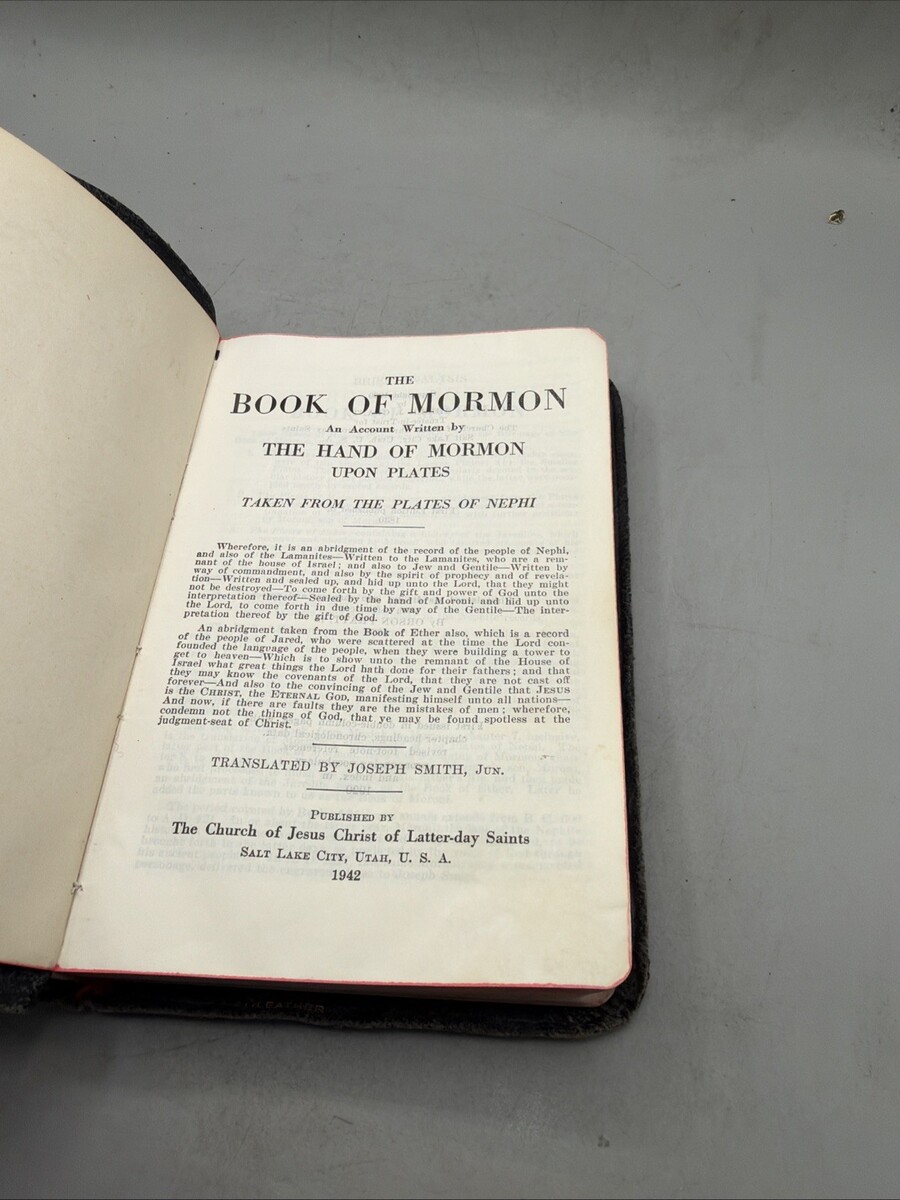 THE
BOOK OF MORMON
An Account Written by
THE HAND OF MORMON
UPON PLATES
TAKEN FROM THE PLATES OF NEPHI
Wherefore, it is an abridgment of the record of the people of Nephi,
and also of the Lamanites—Written to the Lamanites, who are a rem-
nant of the house of Israel; and also to Jew and Gentile—Written by
way of commandment, and also by the spirit of prophecy and of revela-
tion—Written and sealed up, and hid up unto the Lord, that they might
not be destroyed—To come forth by the gift and power of God unto the
interpretation thereof—Sealed by the hand of Moroni, and hid up unto
the Lord, to come forth in due time by way of the Gentile—The inter-
pretation thereof by the gift of God.
An abridgment taken from the Book of Ether also, which is a record
of the people of Jared, who were scattered at the time the Lord con-
founded the language of the people, when they were building a tower to
get to heaven—Which is to show unto the remnant of the House of
Israel what great things the Lord hath done for their fathers; and that
they may know the covenants of the Lord, that they are not cast off
forever—And also to the convincing of the Jew and Gentile that JESUS
is the CHRIST, the ETERNAL GOD, manifesting himself unto all nations—
And now, if there are faults they are the mistakes of men; wherefore,
condemn not the things of God, that ye may be found spotless at the
judgment-seat of Christ.
TRANSLATED BY JOSEPH SMITH, JUN.
PUBLISHED BY
The Church of Jesus Christ of Latter-day Saints
SALT LAKE CITY, UTAH, U. S. A.
1942